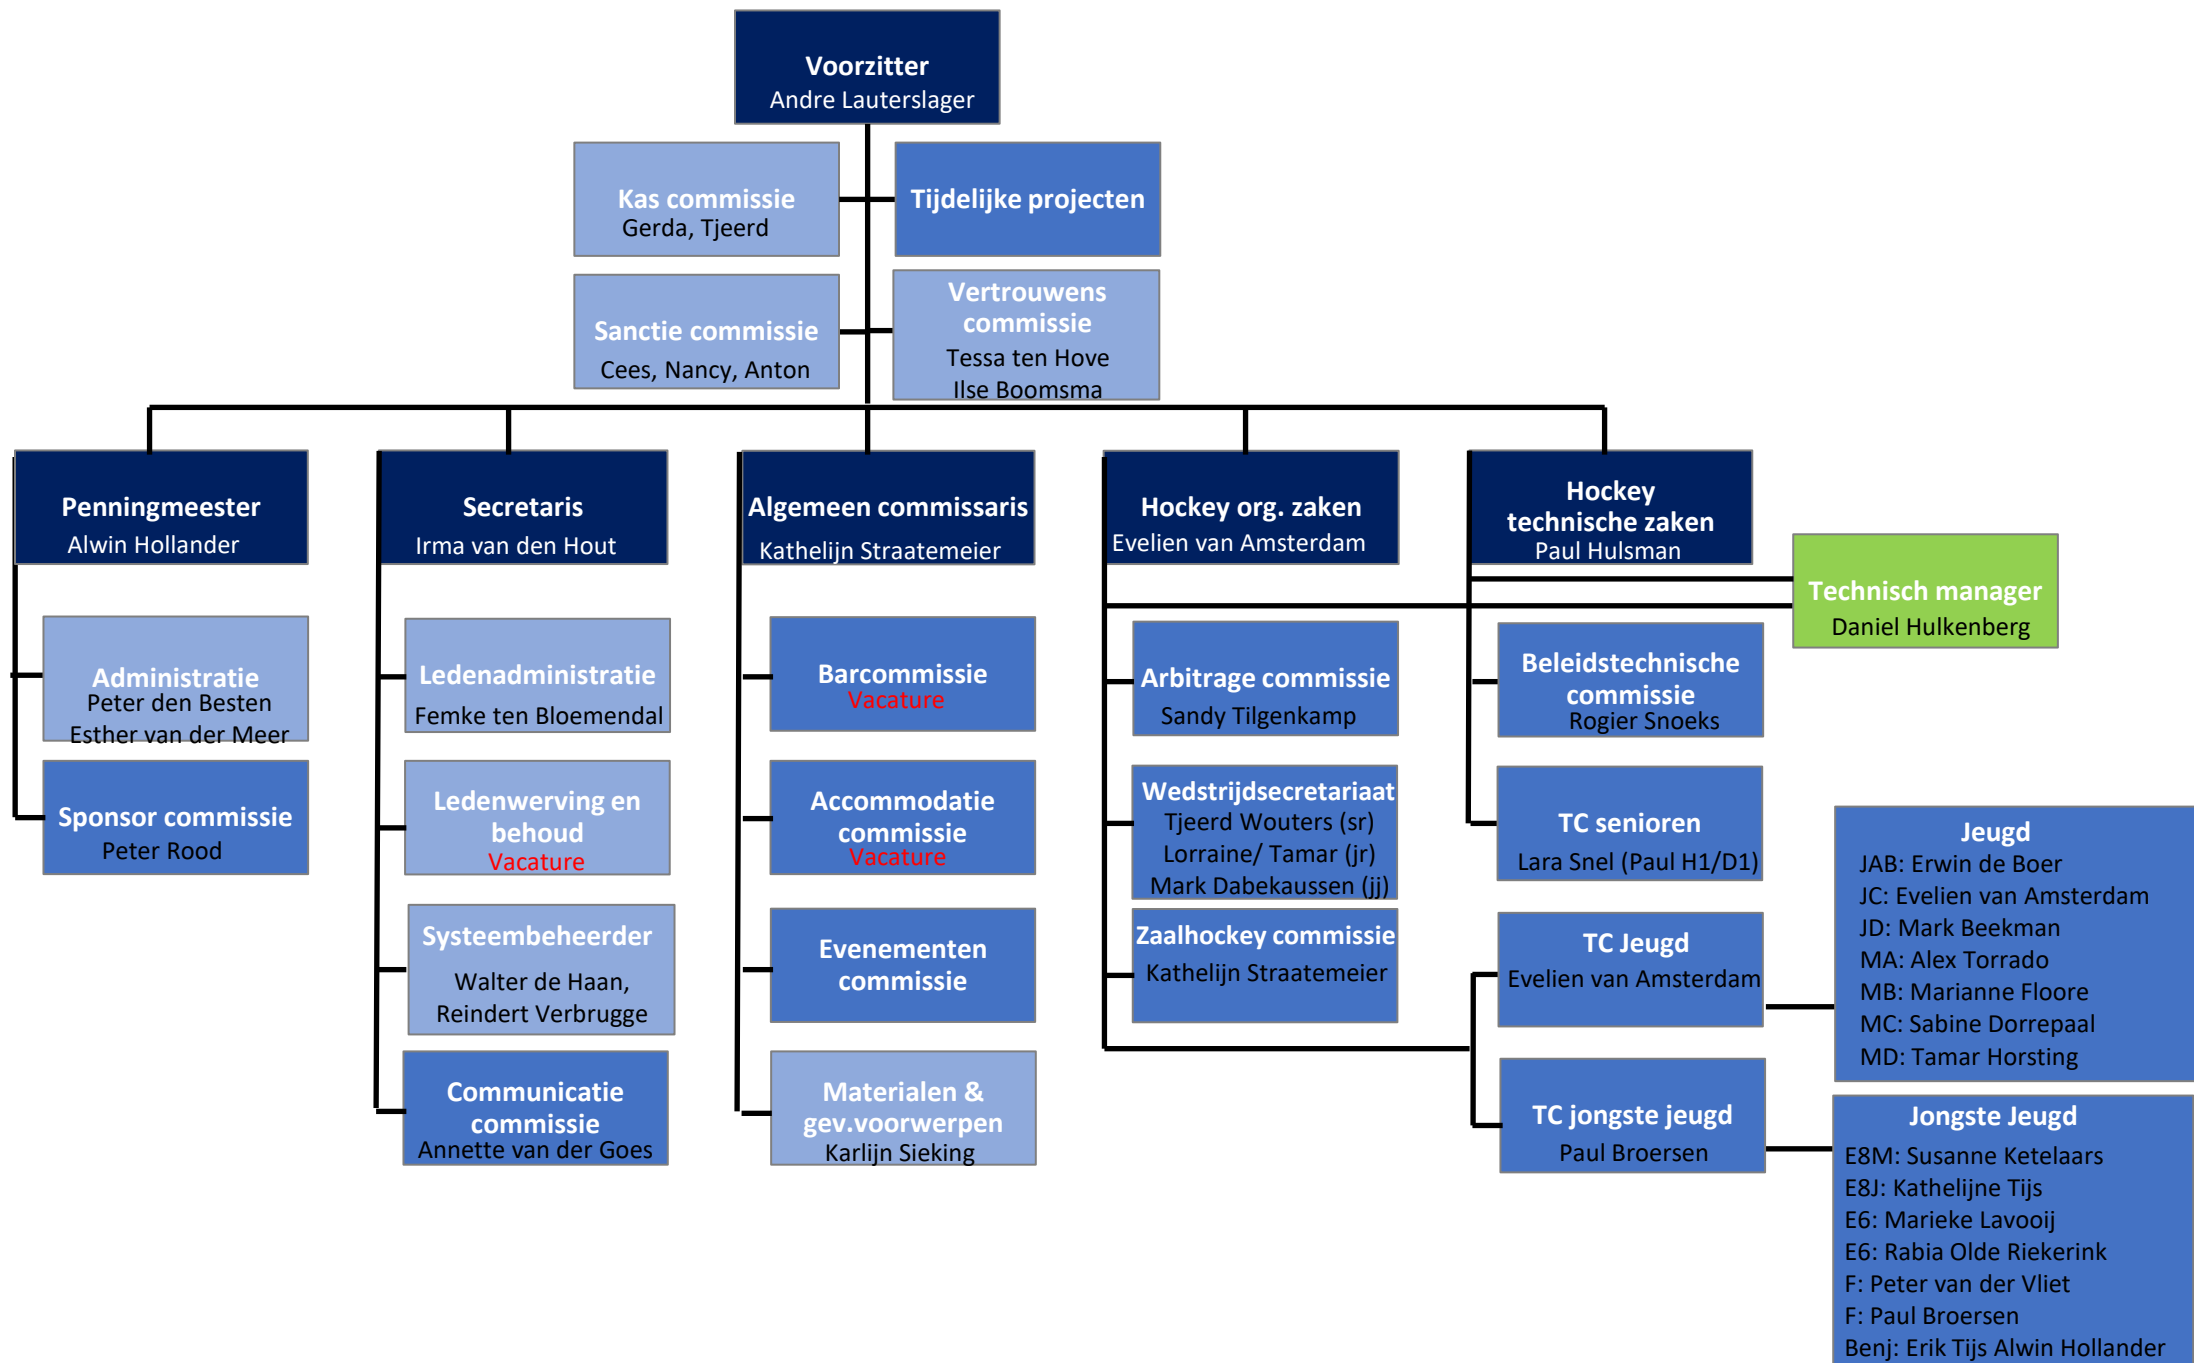 Voorzitter
Andre Lauterslager
Kas commissie
Gerda, Tjeerd
Tijdelijke projecten
Sanctie commissie
Cees, Nancy, Anton
Vertrouwens
commissie
Tessa ten Hove
Ilse Boomsma
Penningmeester
Alwin Hollander
Secretaris
Irma van den Hout
Algemeen commissaris
Kathelijn Straatemeier
Hockey org. zaken
Evelien van Amsterdam
Hockey
technische zaken
Paul Hulsman
Technisch manager
Daniel Hulkenberg
Administratie
Peter den Besten
Esther van der Meer
Sponsor commissie
Peter Rood
Ledenadministratie
Femke ten Bloemendal
Ledenwerving en
behoud
Vacature
Systeembeheerder
Walter de Haan,
Reindert Verbrugge
Communicatie
commissie
Annette van der Goes
Barcommissie
Vacature
Accommodatie
commissie
Vacature
Evenementen
commissie
Materialen &
gev.voorwerpen
Karlijn Sieking
Arbitrage commissie
Sandy Tilgenkamp
Wedstrijdsecretariaat
Tjeerd Wouters (sr)
Lorraine/ Tamar (jr)
Mark Dabekaussen (jj)
Zaalhockey commissie
Kathelijn Straatemeier
Beleidstechnische
commissie
Rogier Snoeks
TC senioren
Lara Snel (Paul H1/D1)
TC Jeugd
Evelien van Amsterdam
TC jongste jeugd
Paul Broersen
Jeugd
JAB: Erwin de Boer
JC: Evelien van Amsterdam
JD: Mark Beekman
MA: Alex Torrado
MB: Marianne Floore
MC: Sabine Dorrepaal
MD: Tamar Horsting
Jongste Jeugd
E8M: Susanne Ketelaars
E8J: Kathelijne Tijs
E6: Marieke Lavooij
E6: Rabia Olde Riekerink
F: Peter van der Vliet
F: Paul Broersen
Benj: Erik Tijs Alwin Hollander